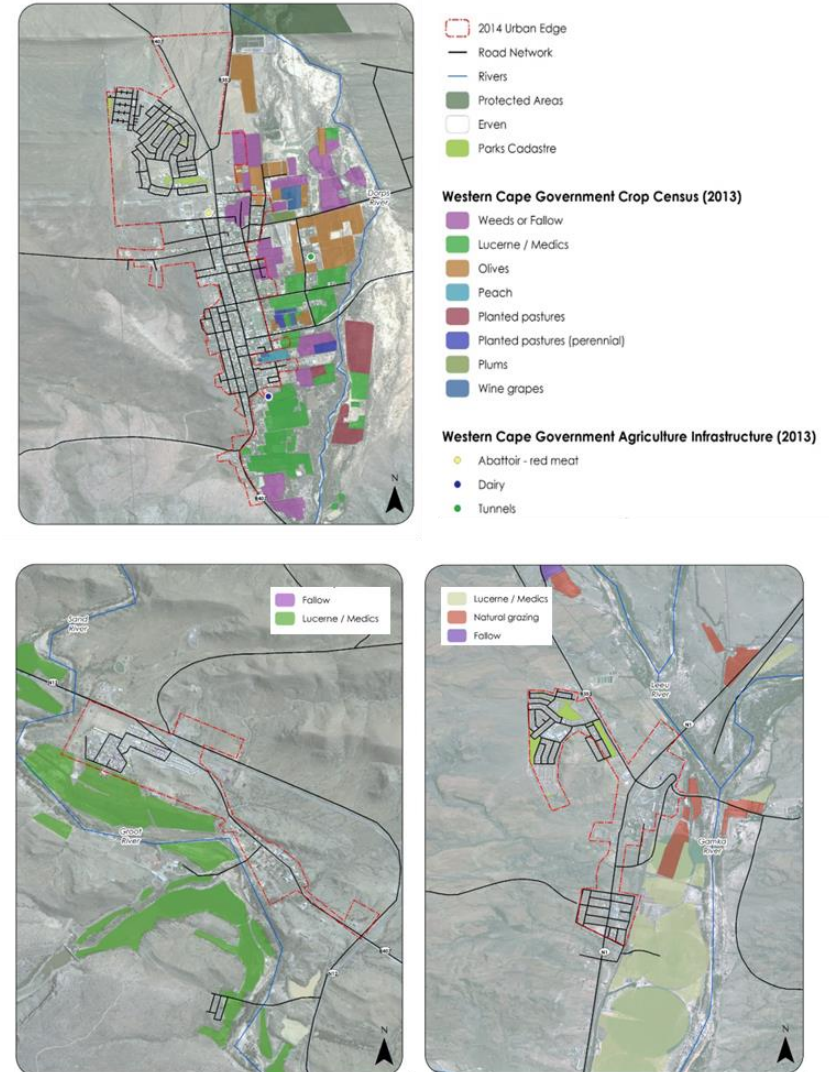 2014 Urban Edge
Road Network
Rivers
Protected Areas
Erven
Parks Cadastre
Western Cape Government Crop Census (2013)
Weeds or Fallow
Lucerne / Medics
Olives
Peach
Planted pastures
Planted pastures (perennial)
Plums
Wine grapes
Western Cape Government Agriculture Infrastructure (2013)
Abattoir - red meat
Dairy
Tunnels
Dorps
River
N
Fallow
Lucerne / Medics
Sand
River
Groot
River
N
Lucerne / Medics
Natural grazing
Fallow
Leeu
River
N1
Gamka
River
N1
N